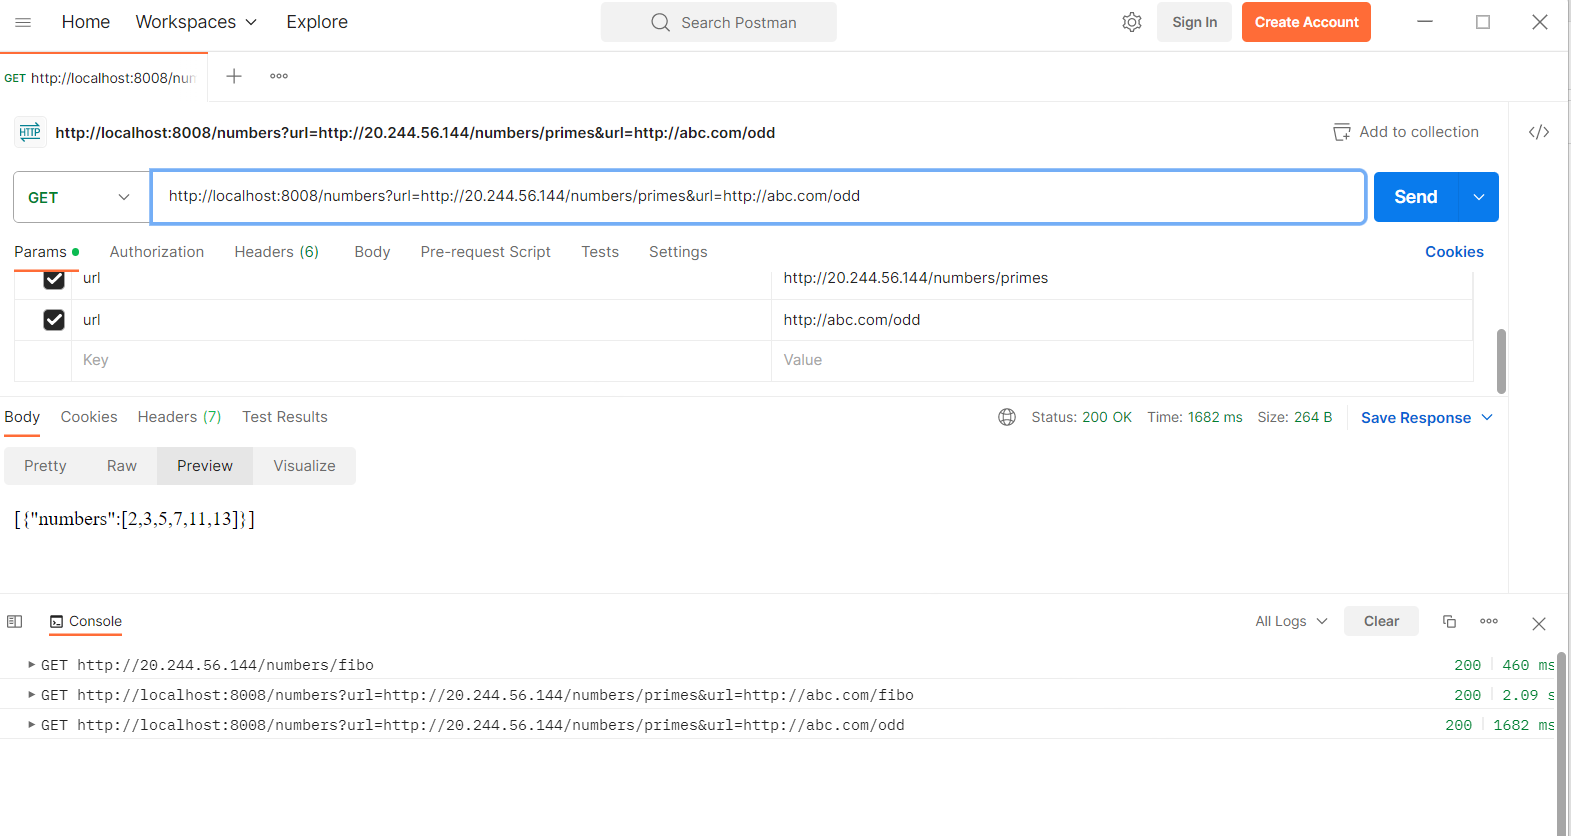 Home Workspaces Explore Search Postman Sign In Create Account
GET http://localhost:8008/num
HTTP http://localhost:8008/numbers?url=http://20.244.56.144/numbers/primes&url=http://abc.com/odd Add to collection </>
GET http://localhost:8008/numbers?url=http://20.244.56.144/numbers/primes&url=http://abc.com/odd Send
Params Authorization Headers (6) Body Pre-request Script Tests Settings Cookies
url http://20.244.56.144/numbers/primes
url http://abc.com/odd
Key Value
Body Cookies Headers (7) Test Results Status: 200 OK Time: 1682 ms Size: 264 B Save Response
Pretty Raw Preview Visualize
[{"numbers":[2,3,5,7,11,13]}]
Console All Logs Clear
GET http://20.244.56.144/numbers/fibo 200 460 ms
GET http://localhost:8008/numbers?url=http://20.244.56.144/numbers/primes&url=http://abc.com/fibo 200 2.09 s
GET http://localhost:8008/numbers?url=http://20.244.56.144/numbers/primes&url=http://abc.com/odd 200 1682 ms